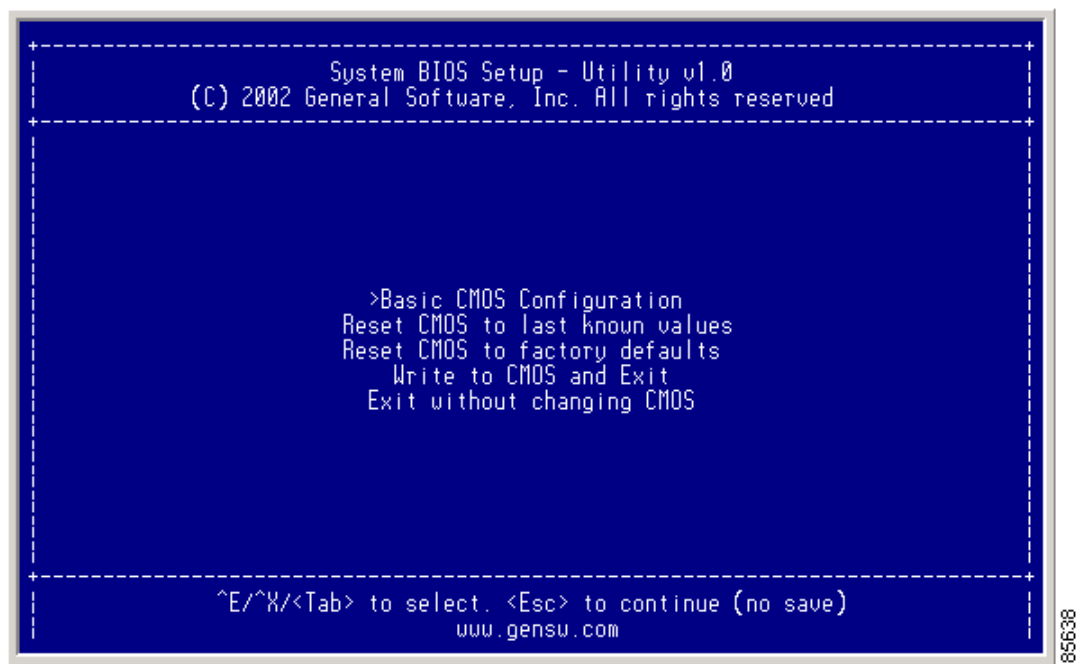 System BIOS Setup - Utility v1.0
(C) 2002 General Software, Inc. All rights reserved
>Basic CMOS Configuration
Reset CMOS to last known values
Reset CMOS to factory defaults
Write to CMOS and Exit
Exit without changing CMOS
^E/^X/<Tab> to select. <Esc> to continue (no save)
www.gensw.com
85638